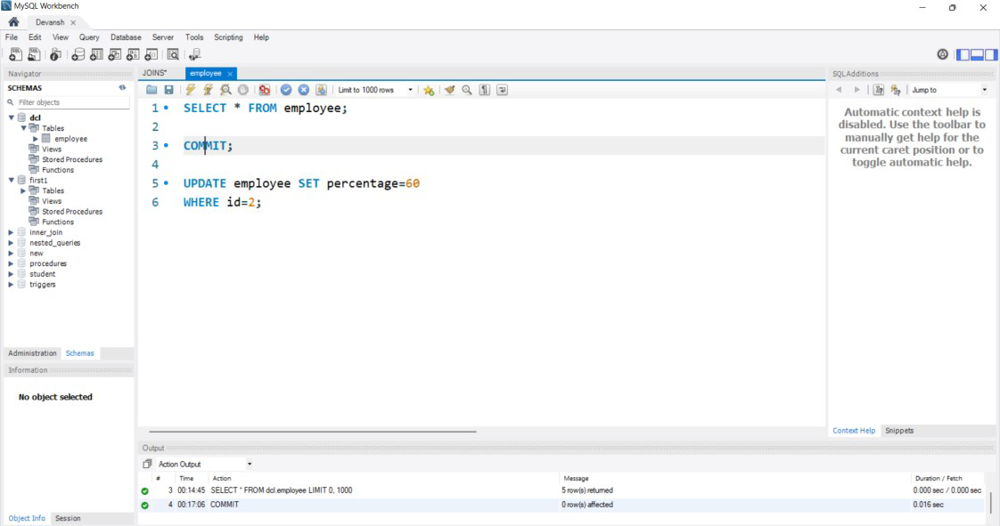 MySQL Workbench
Devansh ×
File Edit View Query Database Server Tools Scripting Help
Navigator
SCHEMAS
Filter objects
dcl
Tables
employee
Views
Stored Procedures
Functions
first1
Tables
Views
Stored Procedures
Functions
inner_join
nested_queries
new
procedures
student
triggers
Administration Schemas
Information
No object selected
Object Info Session
JOINS* employee ×
Limit to 1000 rows
1 SELECT * FROM employee;
2
3 COMMIT;
4
5 UPDATE employee SET percentage=60
6 WHERE id=2;
Output
Action Output
# Time Action Message Duration / Fetch
3 00:14:45 SELECT * FROM dcl.employee LIMIT 0, 1000 5 row(s) returned 0.000 sec / 0.000 sec
4 00:17:06 COMMIT 0 row(s) affected 0.016 sec
SQLAdditions
Jump to
Automatic context help is
disabled. Use the toolbar to
manually get help for the
current caret position or to
toggle automatic help.
Context Help Snippets